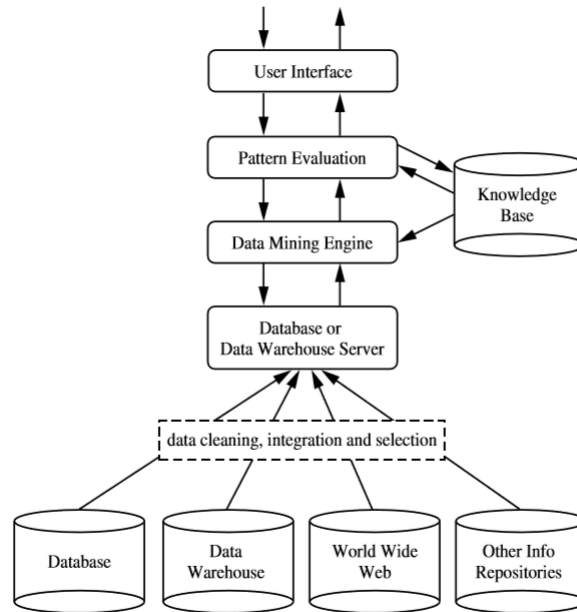 User Interface
Pattern Evaluation
Knowledge
Base
Data Mining Engine
Database or
Data Warehouse Server
data cleaning, integration and selection
Database
Data
Warehouse
World Wide
Web
Other Info
Repositories